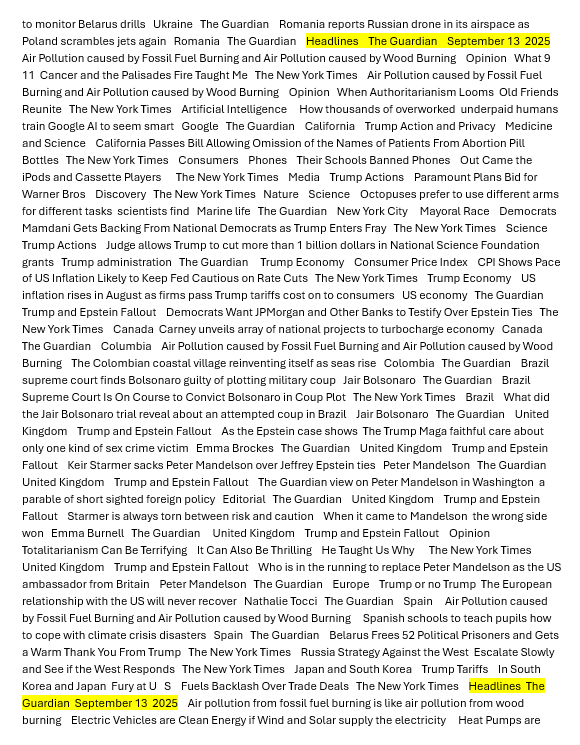 to monitor Belarus drills Ukraine The Guardian Romania reports Russian drone in its airspace as
Poland scrambles jets again Romania The Guardian Headlines The Guardian September 13 2025
Air Pollution caused by Fossil Fuel Burning and Air Pollution caused by Wood Burning Opinion What 9
11 Cancer and the Palisades Fire Taught Me The New York Times Air Pollution caused by Fossil Fuel
Burning and Air Pollution caused by Wood Burning Opinion When Authoritarianism Looms Old Friends
Reunite The New York Times Artificial Intelligence How thousands of overworked underpaid humans
train Google AI to seem smart Google The Guardian California Trump Action and Privacy Medicine
and Science California Passes Bill Allowing Omission of the Names of Patients From Abortion Pill
Bottles The New York Times Consumers Phones Their Schools Banned Phones Out Came the
iPods and Cassette Players The New York Times Media Trump Actions Paramount Plans Bid for
Warner Bros Discovery The New York Times Nature Science Octopuses prefer to use different arms
for different tasks scientists find Marine life The Guardian New York City Mayoral Race Democrats
Mamdani Gets Backing From National Democrats as Trump Enters Fray The New York Times Science
Trump Actions Judge allows Trump to cut more than 1 billion dollars in National Science Foundation
grants Trump administration The Guardian Trump Economy Consumer Price Index CPI Shows Pace
of US Inflation Likely to Keep Fed Cautious on Rate Cuts The New York Times Trump Economy US
inflation rises in August as firms pass Trump tariffs cost on to consumers US economy The Guardian
Trump and Epstein Fallout Democrats Want JPMorgan and Other Banks to Testify Over Epstein Ties The
New York Times Canada Carney unveils array of national projects to turbocharge economy Canada
The Guardian Columbia Air Pollution caused by Fossil Fuel Burning and Air Pollution caused by Wood
Burning The Colombian coastal village reinventing itself as seas rise Colombia The Guardian Brazil
supreme court finds Bolsonaro guilty of plotting military coup Jair Bolsonaro The Guardian Brazil
Supreme Court Is On Course to Convict Bolsonaro in Coup Plot The New York Times Brazil What did
the Jair Bolsonaro trial reveal about an attempted coup in Brazil Jair Bolsonaro The Guardian United
Kingdom Trump and Epstein Fallout As the Epstein case shows The Trump Maga faithful care about
only one kind of sex crime victim Emma Brockes The Guardian United Kingdom Trump and Epstein
Fallout Keir Starmer sacks Peter Mandelson over Jeffrey Epstein ties Peter Mandelson The Guardian
United Kingdom Trump and Epstein Fallout The Guardian view on Peter Mandelson in Washington a
parable of short sighted foreign policy Editorial The Guardian United Kingdom Trump and Epstein
Fallout Starmer is always torn between risk and caution When it came to Mandelson the wrong side
won Emma Burnell The Guardian United Kingdom Trump and Epstein Fallout Opinion
Totalitarianism Can Be Terrifying It Can Also Be Thrilling He Taught Us Why The New York Times
United Kingdom Trump and Epstein Fallout Who is in the running to replace Peter Mandelson as the US
ambassador from Britain Peter Mandelson The Guardian Europe Trump or no Trump The European
relationship with the US will never recover Nathalie Tocci The Guardian Spain Air Pollution caused
by Fossil Fuel Burning and Air Pollution caused by Wood Burning Spanish schools to teach pupils how
to cope with climate crisis disasters Spain The Guardian Belarus Frees 52 Political Prisoners and Gets
a Warm Thank You From Trump The New York Times Russia Strategy Against the West Escalate Slowly
and See if the West Responds The New York Times Japan and South Korea Trump Tariffs In South
Korea and Japan Fury at U S Fuels Backlash Over Trade Deals The New York Times Headlines The
Guardian September 13 2025 Air pollution from fossil fuel burning is like air pollution from wood
burning Electric Vehicles are Clean Energy if Wind and Solar supply the electricity Heat Pumps are